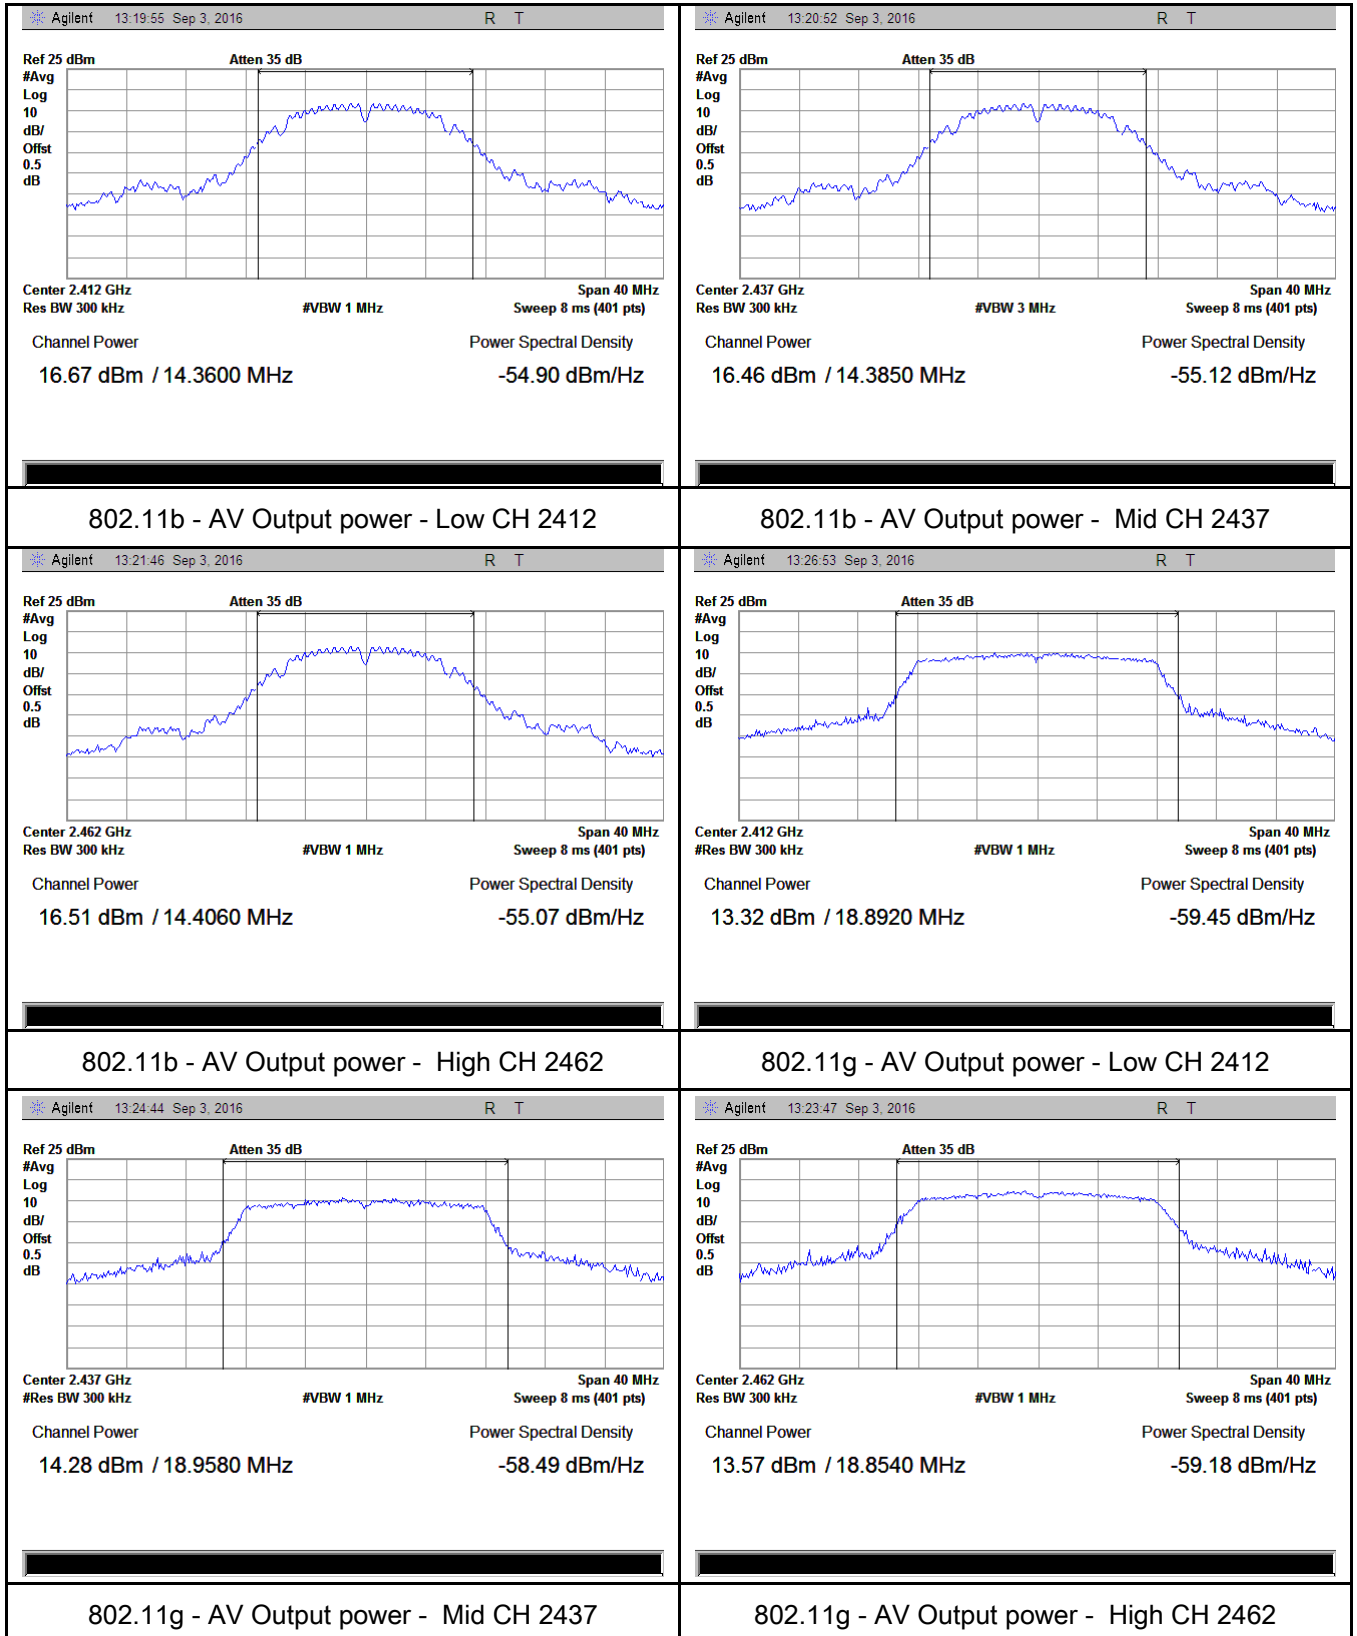 Agilent 13:19:55 Sep 3, 2016 R T
Ref 25 dBm Atten 35 dB
#Avg
Log
10
dB/
Offst
0.5
dB
Center 2.412 GHz Span 40 MHz
Res BW 300 kHz #VBW 1 MHz Sweep 8 ms (401 pts)
Channel Power Power Spectral Density
16.67 dBm / 14.3600 MHz -54.90 dBm/Hz
802.11b - AV Output power - Low CH 2412
Agilent 13:20:52 Sep 3, 2016 R T
Ref 25 dBm Atten 35 dB
#Avg
Log
10
dB/
Offst
0.5
dB
Center 2.437 GHz Span 40 MHz
Res BW 300 kHz #VBW 3 MHz Sweep 8 ms (401 pts)
Channel Power Power Spectral Density
16.46 dBm / 14.3850 MHz -55.12 dBm/Hz
802.11b - AV Output power - Mid CH 2437
Agilent 13:21:46 Sep 3, 2016 R T
Ref 25 dBm Atten 35 dB
#Avg
Log
10
dB/
Offst
0.5
dB
Center 2.462 GHz Span 40 MHz
Res BW 300 kHz #VBW 1 MHz Sweep 8 ms (401 pts)
Channel Power Power Spectral Density
16.51 dBm / 14.4060 MHz -55.07 dBm/Hz
802.11b - AV Output power - High CH 2462
Agilent 13:26:53 Sep 3, 2016 R T
Ref 25 dBm Atten 35 dB
#Avg
Log
10
dB/
Offst
0.5
dB
Center 2.412 GHz Span 40 MHz
#Res BW 300 kHz #VBW 1 MHz Sweep 8 ms (401 pts)
Channel Power Power Spectral Density
13.32 dBm / 18.8920 MHz -59.45 dBm/Hz
802.11g - AV Output power - Low CH 2412
Agilent 13:24:44 Sep 3, 2016 R T
Ref 25 dBm Atten 35 dB
#Avg
Log
10
dB/
Offst
0.5
dB
Center 2.437 GHz Span 40 MHz
#Res BW 300 kHz #VBW 1 MHz Sweep 8 ms (401 pts)
Channel Power Power Spectral Density
14.28 dBm / 18.9580 MHz -58.49 dBm/Hz
802.11g - AV Output power - Mid CH 2437
Agilent 13:23:47 Sep 3, 2016 R T
Ref 25 dBm Atten 35 dB
#Avg
Log
10
dB/
Offst
0.5
dB
Center 2.462 GHz Span 40 MHz
Res BW 300 kHz #VBW 1 MHz Sweep 8 ms (401 pts)
Channel Power Power Spectral Density
13.57 dBm / 18.8540 MHz -59.18 dBm/Hz
802.11g - AV Output power - High CH 2462